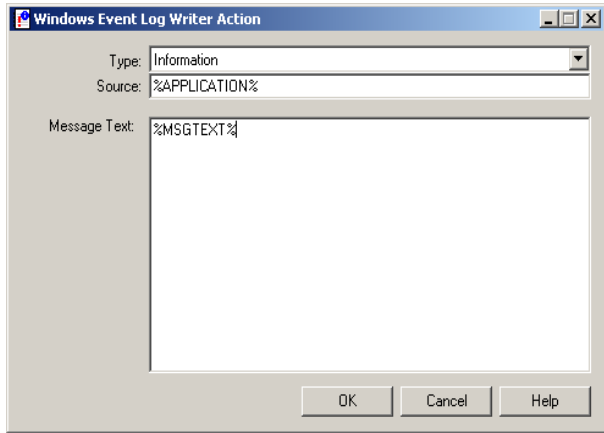 Windows Event Log Writer Action
Type: Information
Source: %APPLICATION%
Message Text: %MSGTEXT%
OK Cancel Help